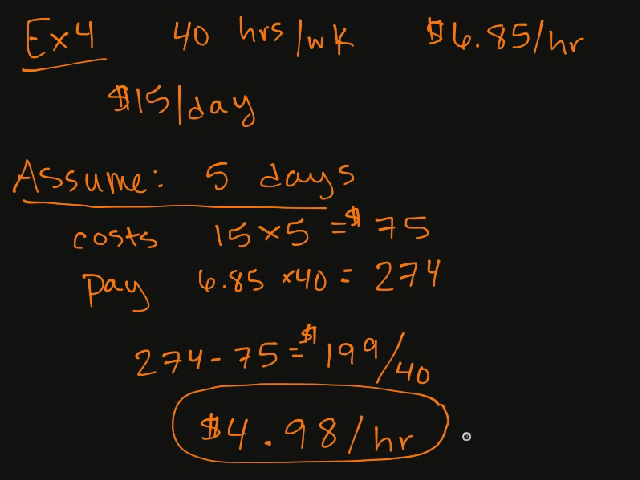 Ex4 40 hrs/wk $6.85/hr
$15/day
Assume: 5 days
costs 15×5=$75
pay 6.85 ×40= 274
274-75=$199/40
$4.98/hr